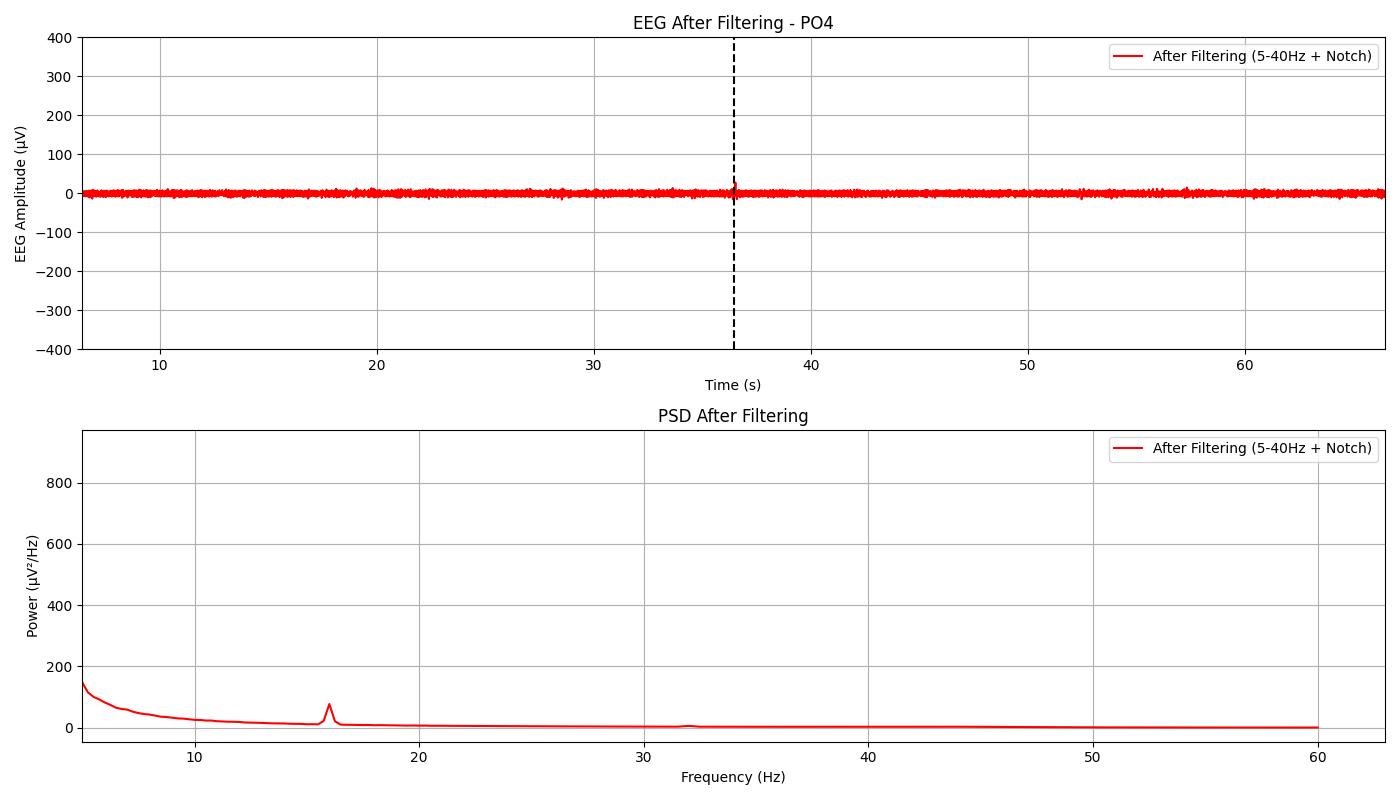 EEG After Filtering - PO4
After Filtering (5-40Hz + Notch)
EEG Amplitude (µV)
400
300
200
100
0
−100
−200
−300
−400
10 20 30 40 50 60
Time (s)
PSD After Filtering
After Filtering (5-40Hz + Notch)
Power (µV²/Hz)
800
600
400
200
0
10 20 30 40 50 60
Frequency (Hz)